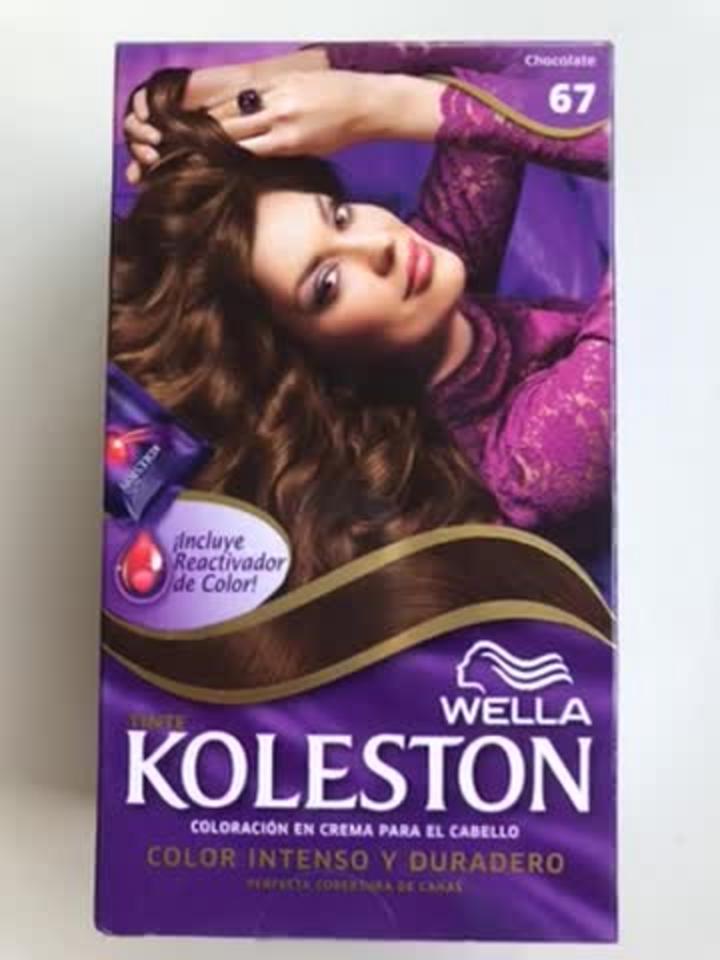 Chocolate
67
¡Incluye
Reactivador
de Color!
WELLA
TINTE
KOLESTON
COLORACIÓN EN CREMA PARA EL CABELLO
COLOR INTENSO Y DURADERO
PERFECTA COBERTURA DE CANAS